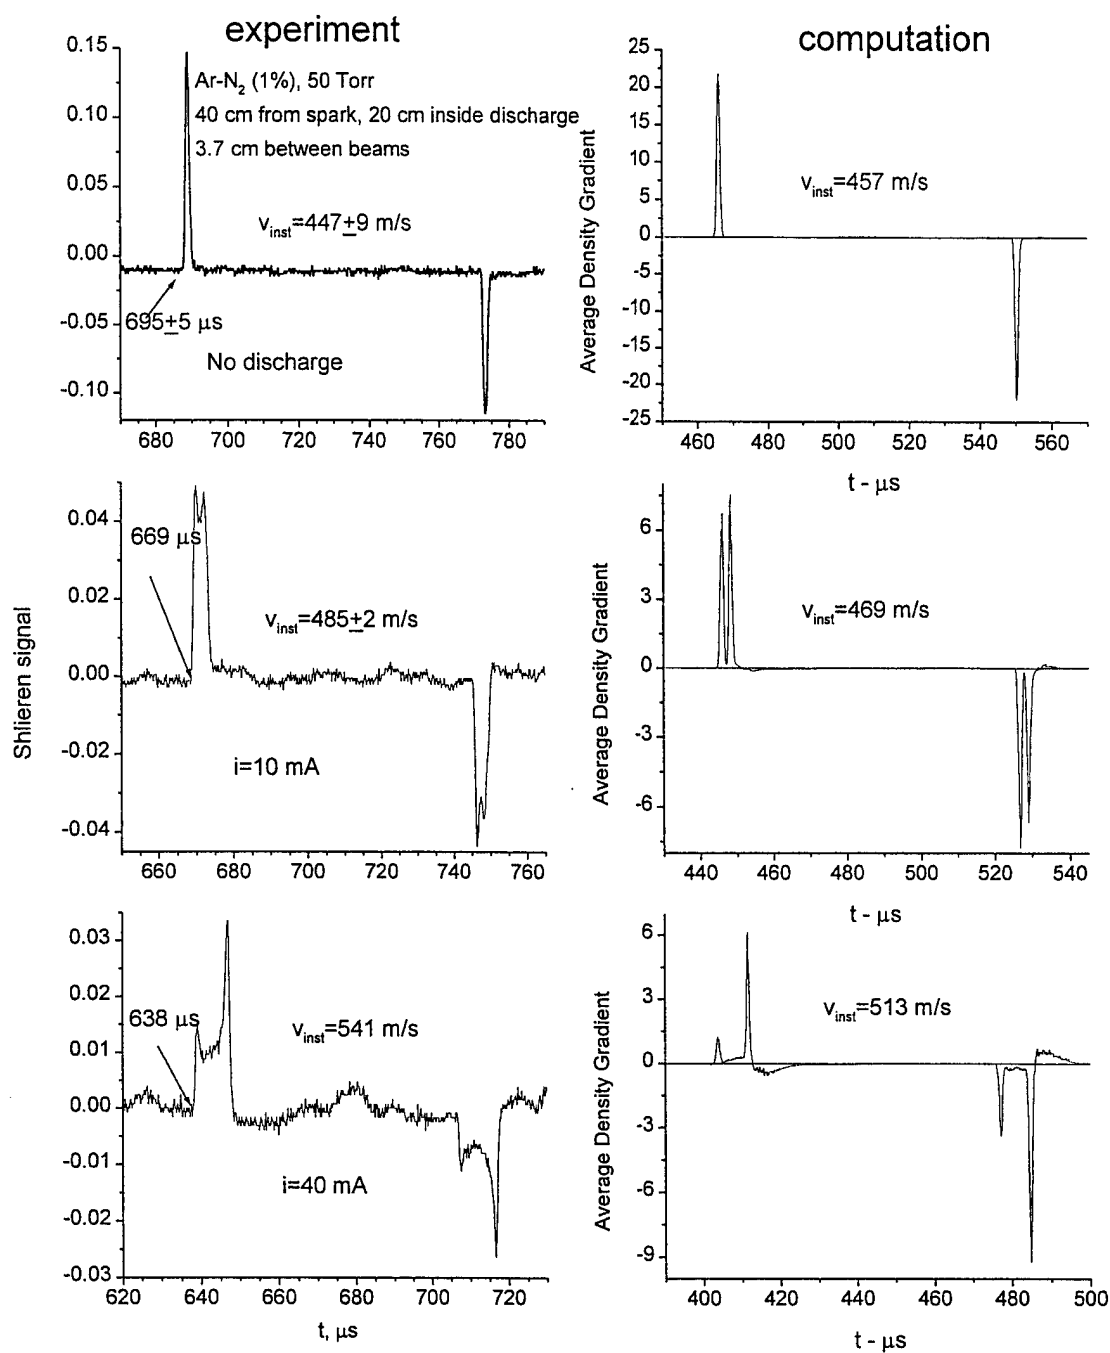 experiment
computation
0.15
0.10
0.05
0.00
-0.05
-0.10
Ar-N₂ (1%), 50 Torr
40 cm from spark, 20 cm inside discharge
3.7 cm between beams
v_inst=447±9 m/s
695±5 μs
No discharge
680 700 720 740 760 780
25
20
15
10
5
0
-5
-10
-15
-20
-25
Average Density Gradient
v_inst=457 m/s
460 480 500 520 540 560
t - μs
Shlieren signal
0.04
0.02
0.00
-0.02
-0.04
669 μs
v_inst=485±2 m/s
i=10 mA
660 680 700 720 740 760
6
3
0
-3
-6
Average Density Gradient
v_inst=469 m/s
440 460 480 500 520 540
t - μs
0.03
0.02
0.01
0.00
-0.01
-0.02
-0.03
638 μs
v_inst=541 m/s
i=40 mA
620 640 660 680 700 720
t, μs
6
3
0
-3
-6
-9
Average Density Gradient
v_inst=513 m/s
400 420 440 460 480 500
t - μs